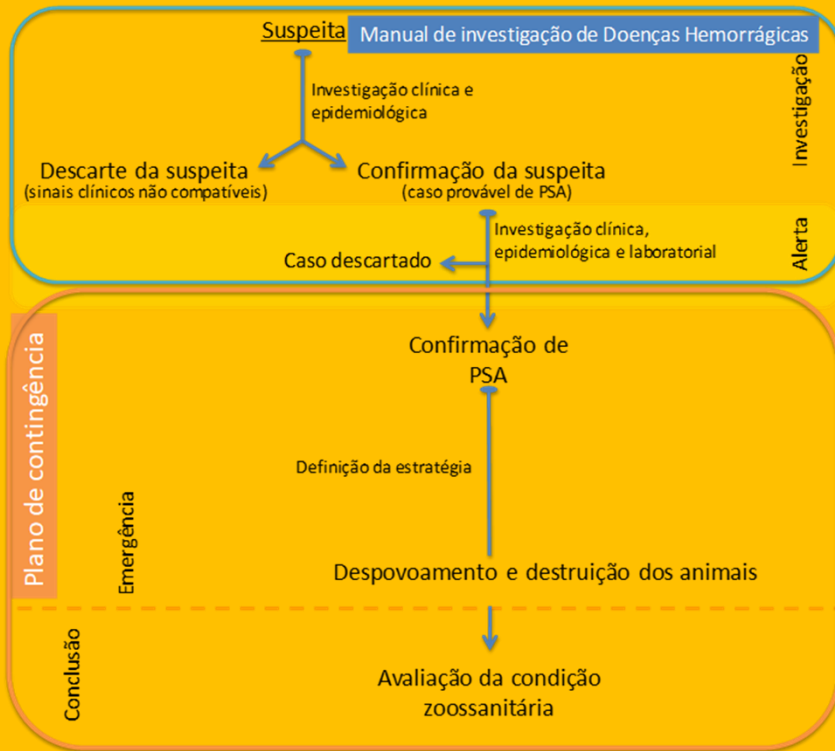 Suspeita
Manual de investigação de Doenças Hemorrágicas
Investigação clínica e
epidemiológica
Investigação
Descarte da suspeita
(sinais clínicos não compatíveis)
Confirmação da suspeita
(caso provável de PSA)
Investigação clínica,
epidemiológica e laboratorial
Alerta
Caso descartado
Plano de contingência
Confirmação de
PSA
Definição da estratégia
Emergência
Despovoamento e destruição dos animais
Conclusão
Avaliação da condição
zoossanitária